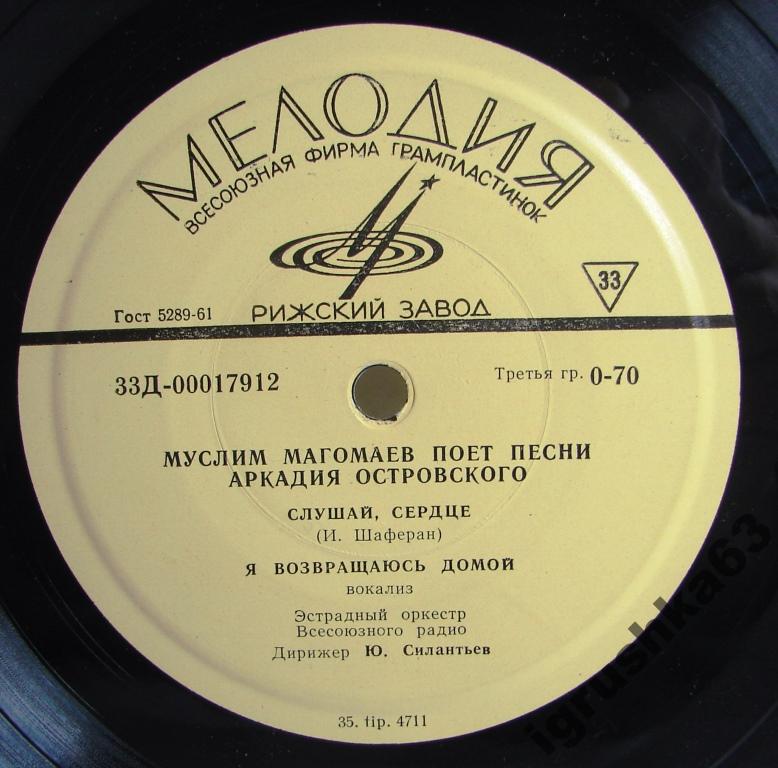 МЕЛОДИЯ
ВСЕСОЮЗНАЯ ФИРМА ГРАМПЛАСТИНОК
33
Гост 5289-61
РИЖСКИЙ ЗАВОД
33Д-00017912
Третья гр. 0-70
МУСЛИМ МАГОМАЕВ ПОЕТ ПЕСНИ
АРКАДИЯ ОСТРОВСКОГО
СЛУШАЙ, СЕРДЦЕ
(И. Шаферан)
Я ВОЗВРАЩАЮСЬ ДОМОЙ
вокализ
Эстрадный оркестр
Всесоюзного радио
Дирижер Ю. Силантьев
35. tip. 4711
igrushka63